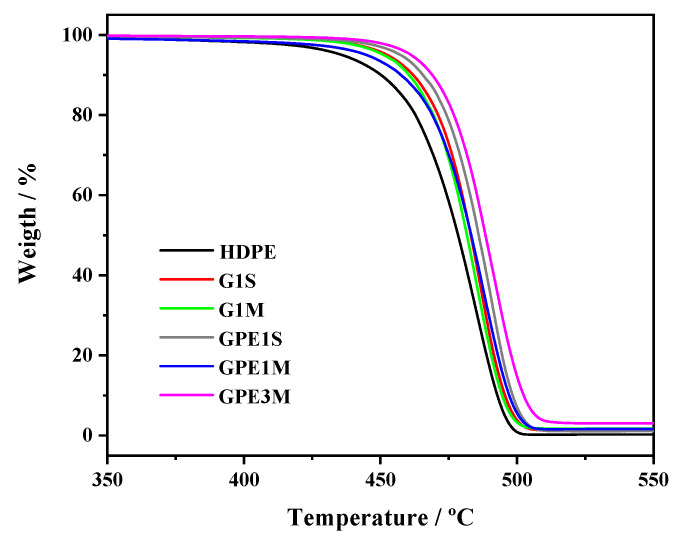 100
80
60
40
20
0
Weigth / %
HDPE
G1S
G1M
GPE1S
GPE1M
GPE3M
350
400
450
500
550
Temperature / ºC